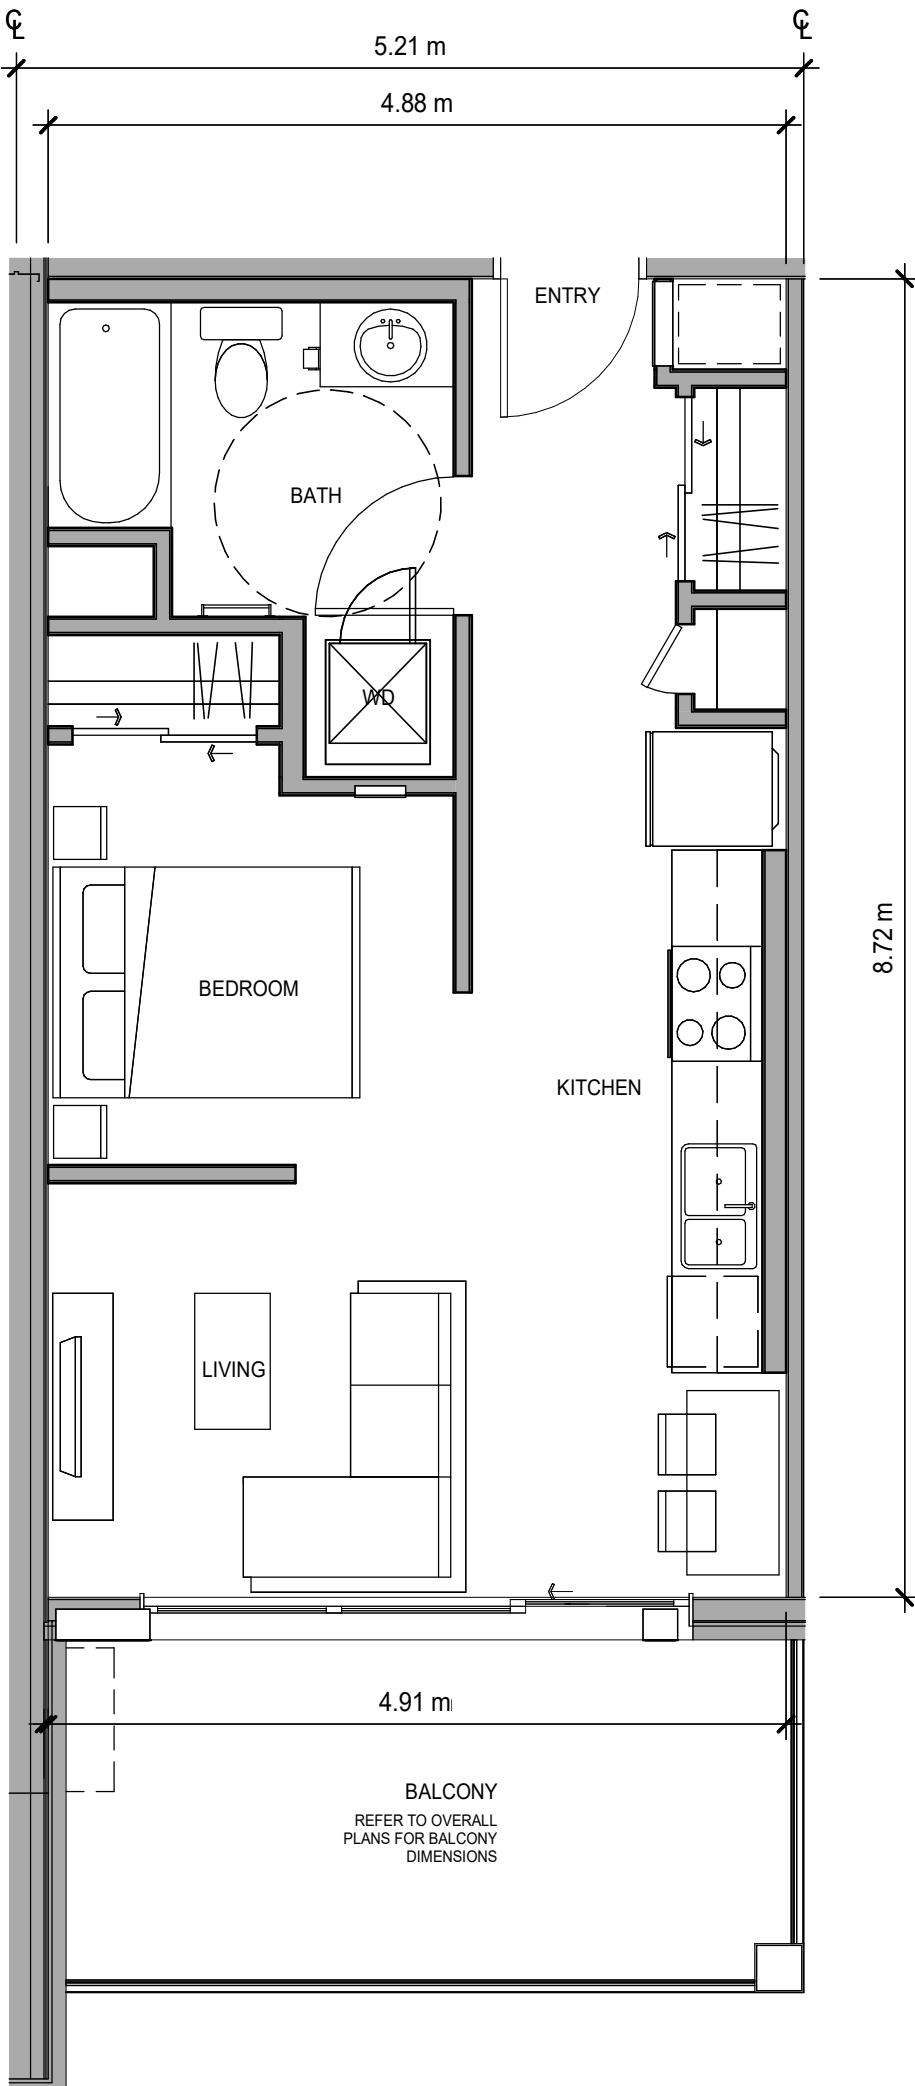 ℄ ℄
5.21 m
4.88 m
ENTRY
BATH
WD
8.72 m
BEDROOM
KITCHEN
LIVING
4.91 m
BALCONY
REFER TO OVERALL
PLANS FOR BALCONY
DIMENSIONS